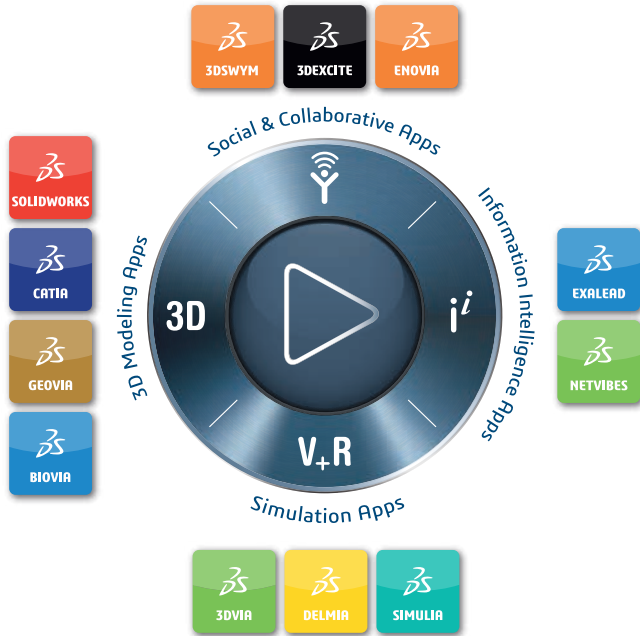 3DSWYM
3DEXCITE
ENOVIA
Social & Collaborative Apps
SOLIDWORKS
CATIA
GEOVIA
BIOVIA
3D Modeling Apps
3D
Information Intelligence Apps
iⁱ
EXALEAD
NETVIBES
V+R
Simulation Apps
3DVIA
DELMIA
SIMULIA